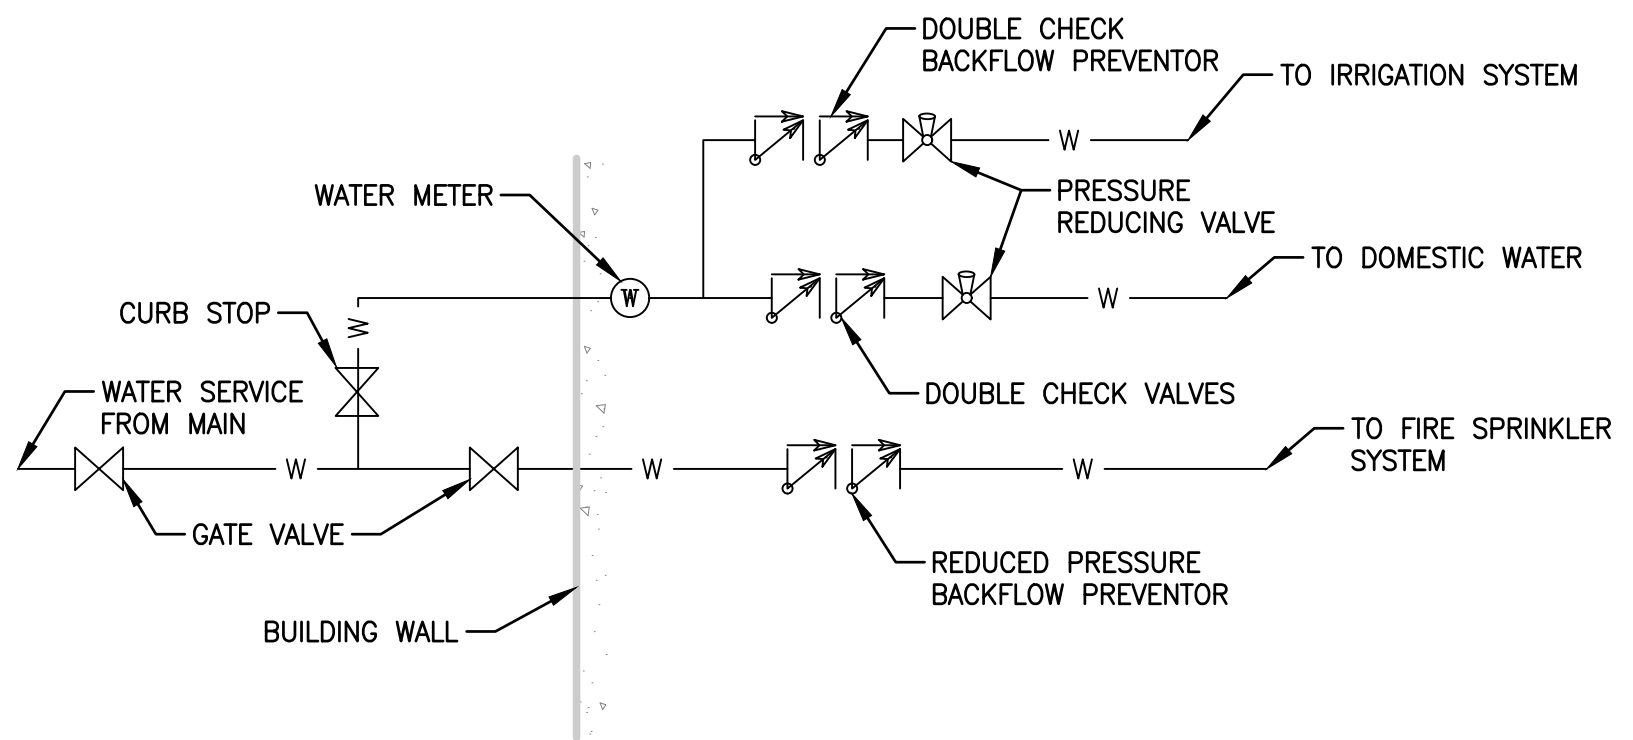 DOUBLE CHECK
BACKFLOW PREVENTOR
TO IRRIGATION SYSTEM
W
WATER METER
PRESSURE
REDUCING VALVE
TO DOMESTIC WATER
W
W
CURB STOP
W
WATER SERVICE
FROM MAIN
DOUBLE CHECK VALVES
TO FIRE SPRINKLER
SYSTEM
W
W
W
GATE VALVE
REDUCED PRESSURE
BACKFLOW PREVENTOR
BUILDING WALL